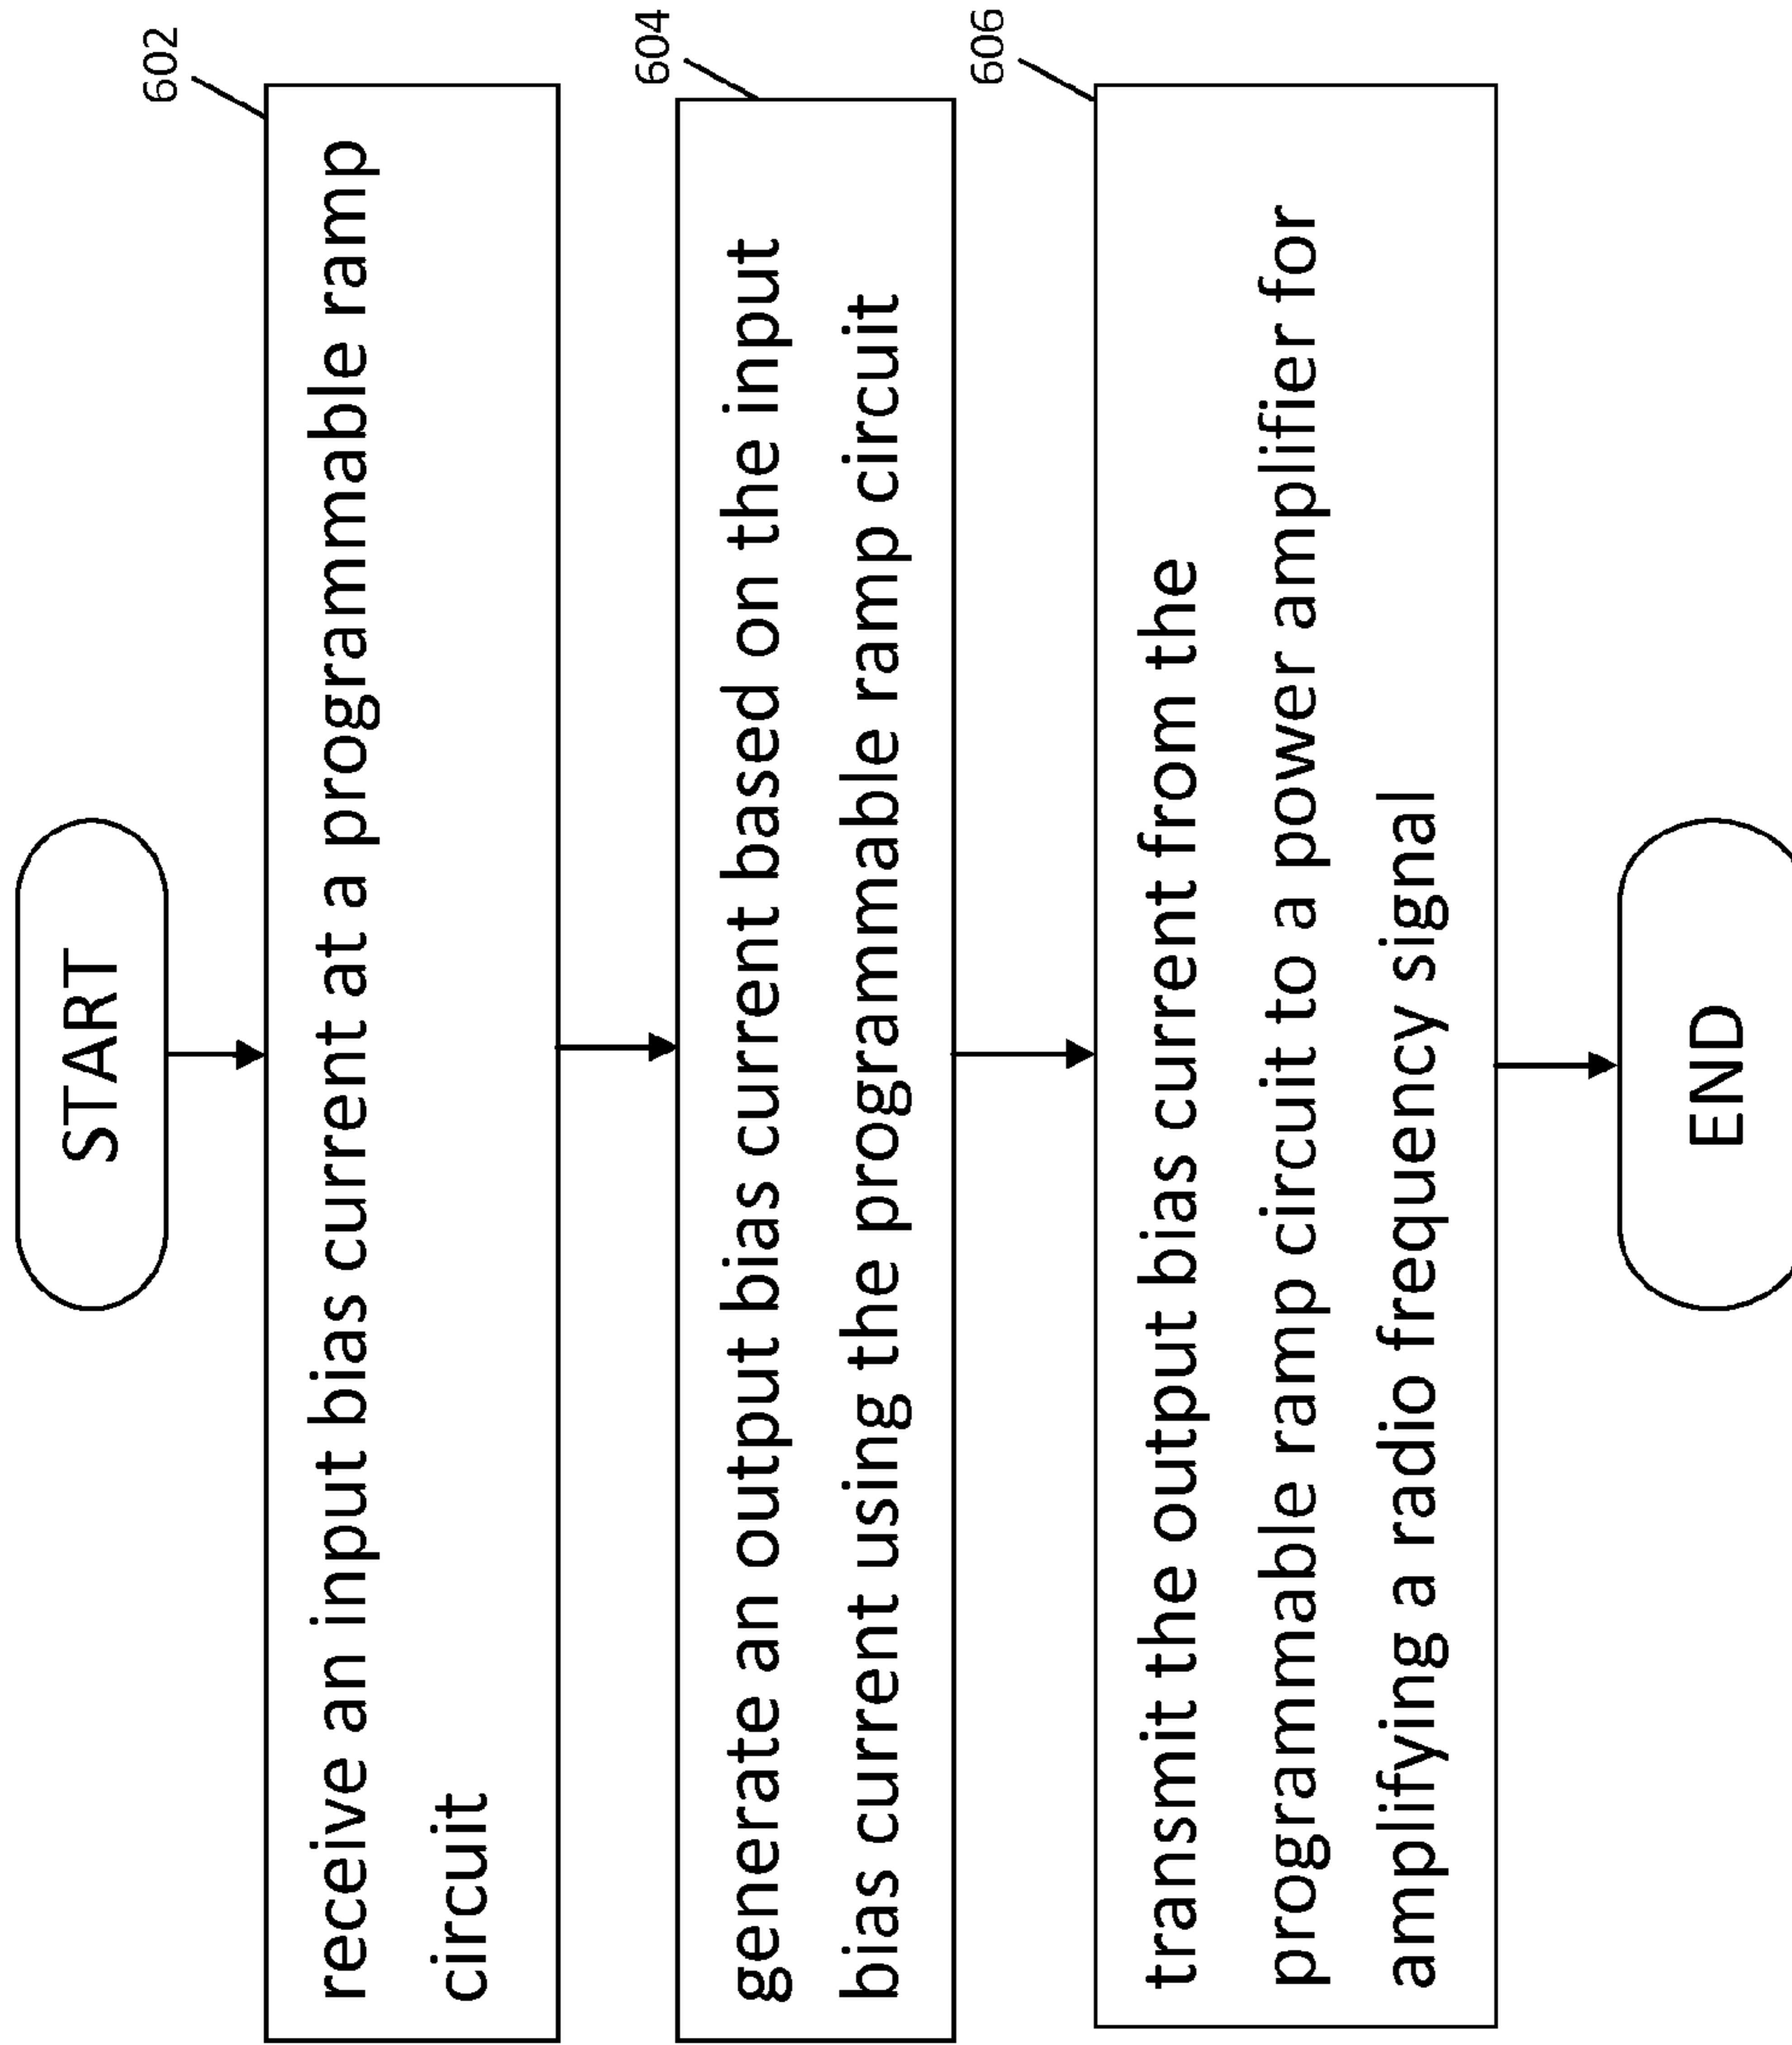 START
602
receive an input bias current at a programmable ramp
circuit
604
generate an output bias current based on the input
bias current using the programmable ramp circuit
606
transmit the output bias current from the
programmable ramp circuit to a power amplifier for
amplifying a radio frequency signal
END